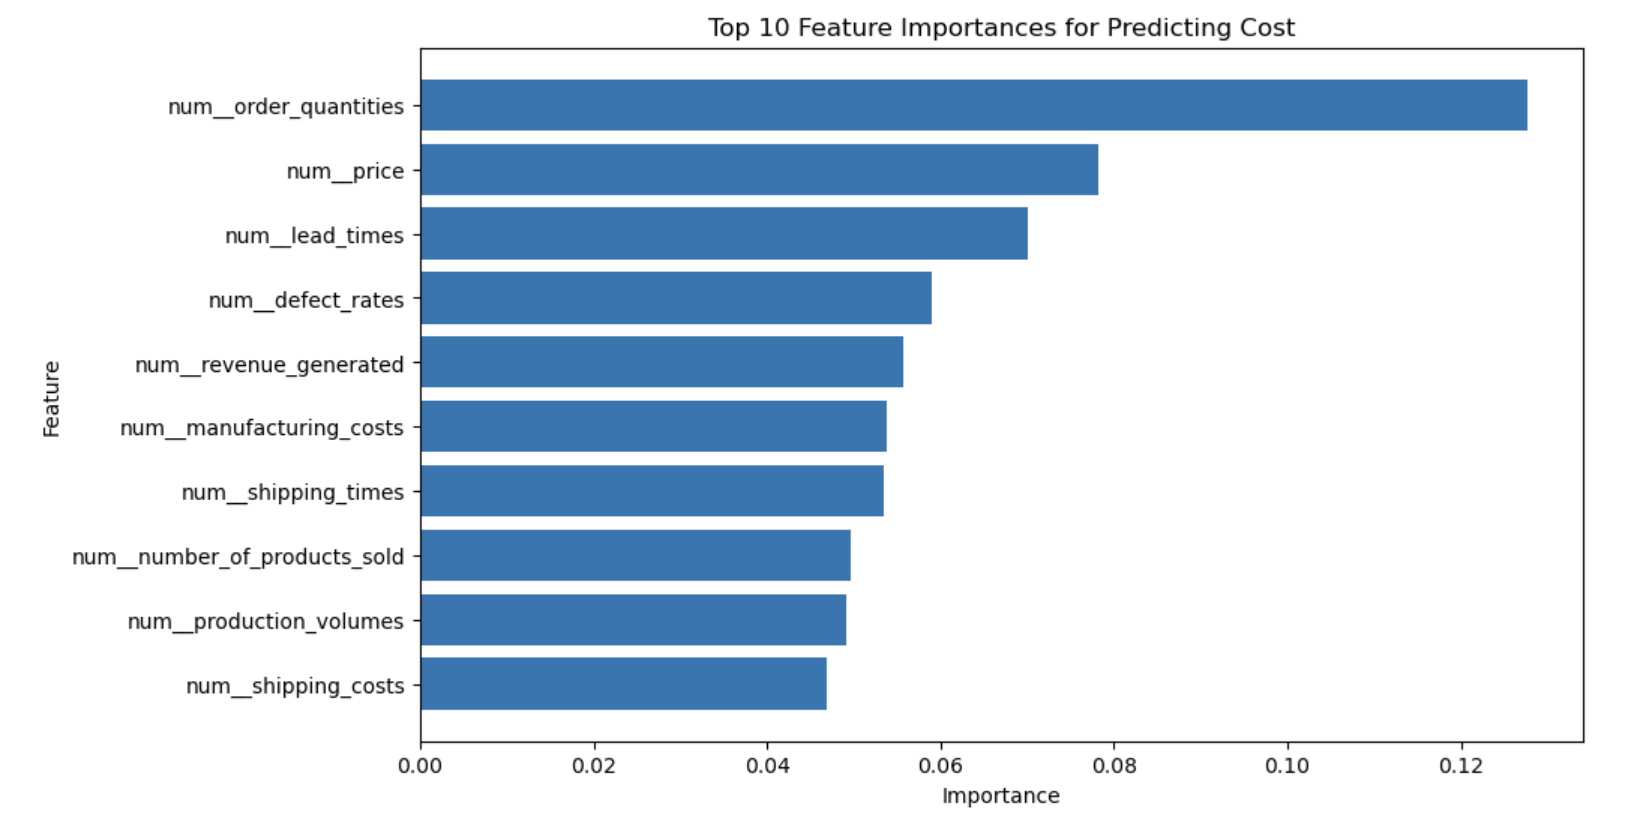 Top 10 Feature Importances for Predicting Cost
num__order_quantities
num__price
num__lead_times
num__defect_rates
num__revenue_generated
num__manufacturing_costs
num__shipping_times
num__number_of_products_sold
num__production_volumes
num__shipping_costs
Feature
0.00 0.02 0.04 0.06 0.08 0.10 0.12
Importance